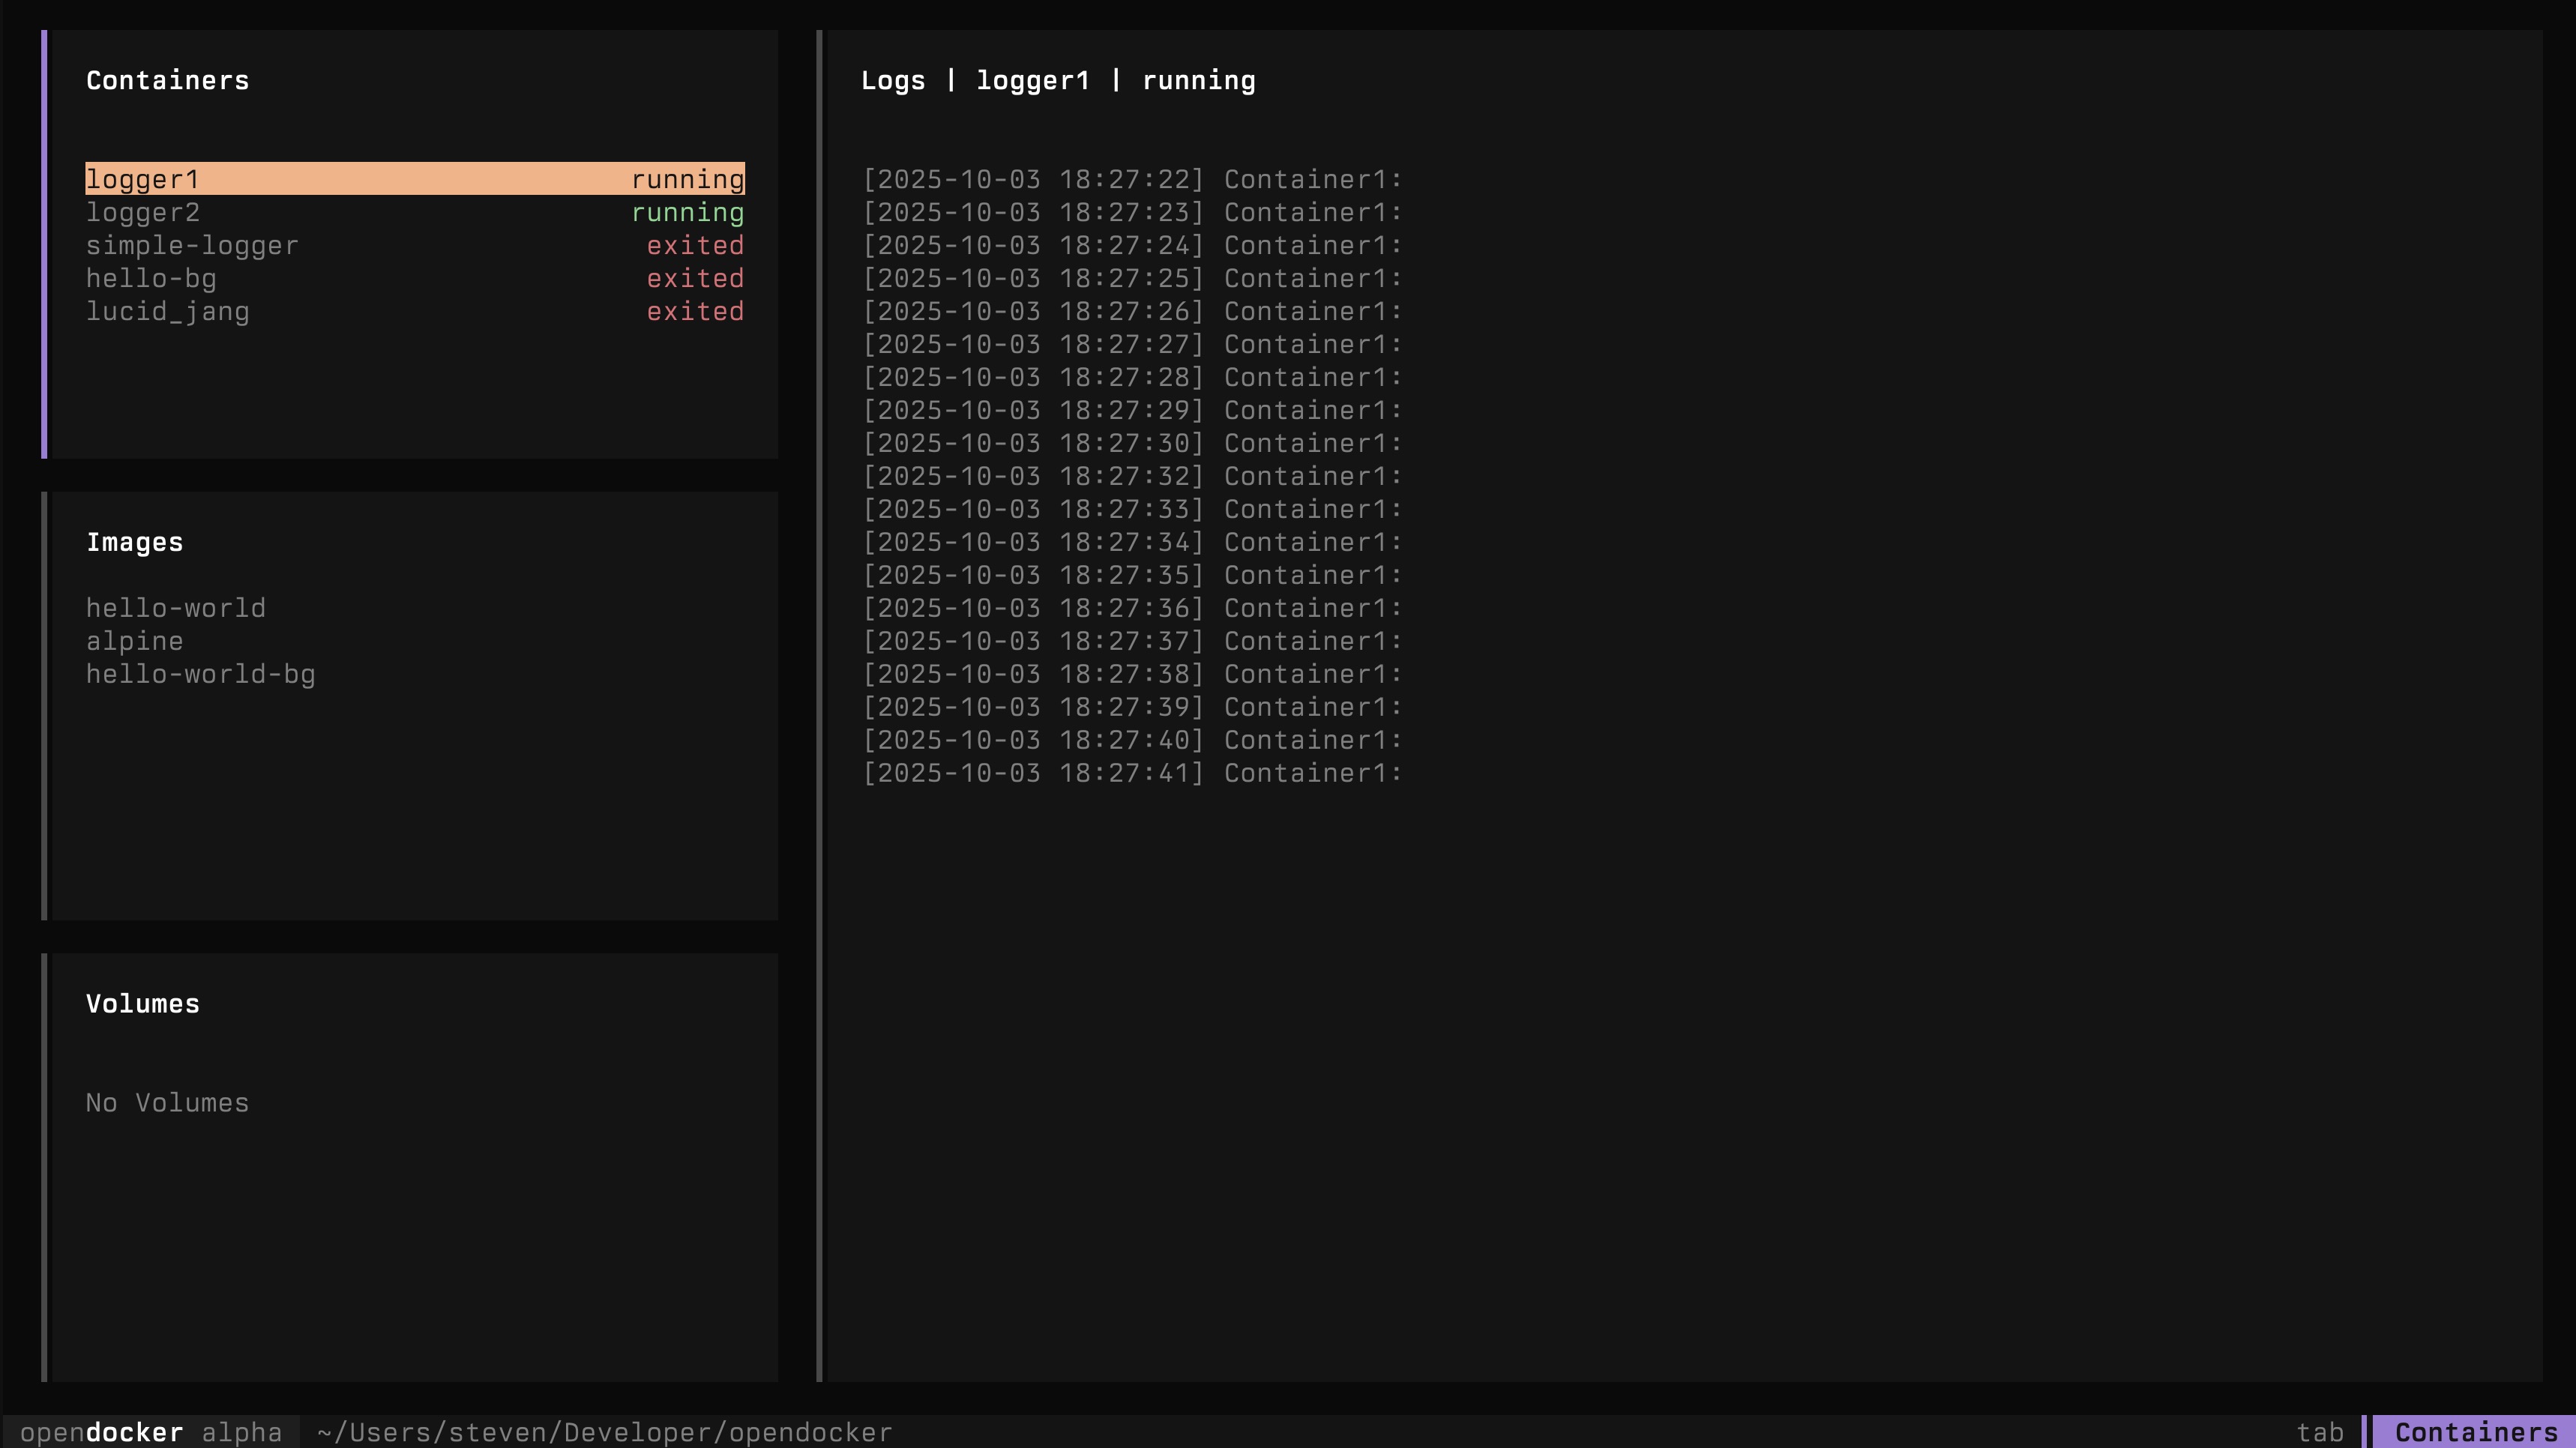 Containers
logger1 running
logger2 running
simple-logger exited
hello-bg exited
lucid_jang exited
Images
hello-world
alpine
hello-world-bg
Volumes
No Volumes
Logs | logger1 | running
[2025-10-03 18:27:22] Container1:
[2025-10-03 18:27:23] Container1:
[2025-10-03 18:27:24] Container1:
[2025-10-03 18:27:25] Container1:
[2025-10-03 18:27:26] Container1:
[2025-10-03 18:27:27] Container1:
[2025-10-03 18:27:28] Container1:
[2025-10-03 18:27:29] Container1:
[2025-10-03 18:27:30] Container1:
[2025-10-03 18:27:32] Container1:
[2025-10-03 18:27:33] Container1:
[2025-10-03 18:27:34] Container1:
[2025-10-03 18:27:35] Container1:
[2025-10-03 18:27:36] Container1:
[2025-10-03 18:27:37] Container1:
[2025-10-03 18:27:38] Container1:
[2025-10-03 18:27:39] Container1:
[2025-10-03 18:27:40] Container1:
[2025-10-03 18:27:41] Container1:
opendocker alpha ~/Users/steven/Developer/opendocker tab Containers